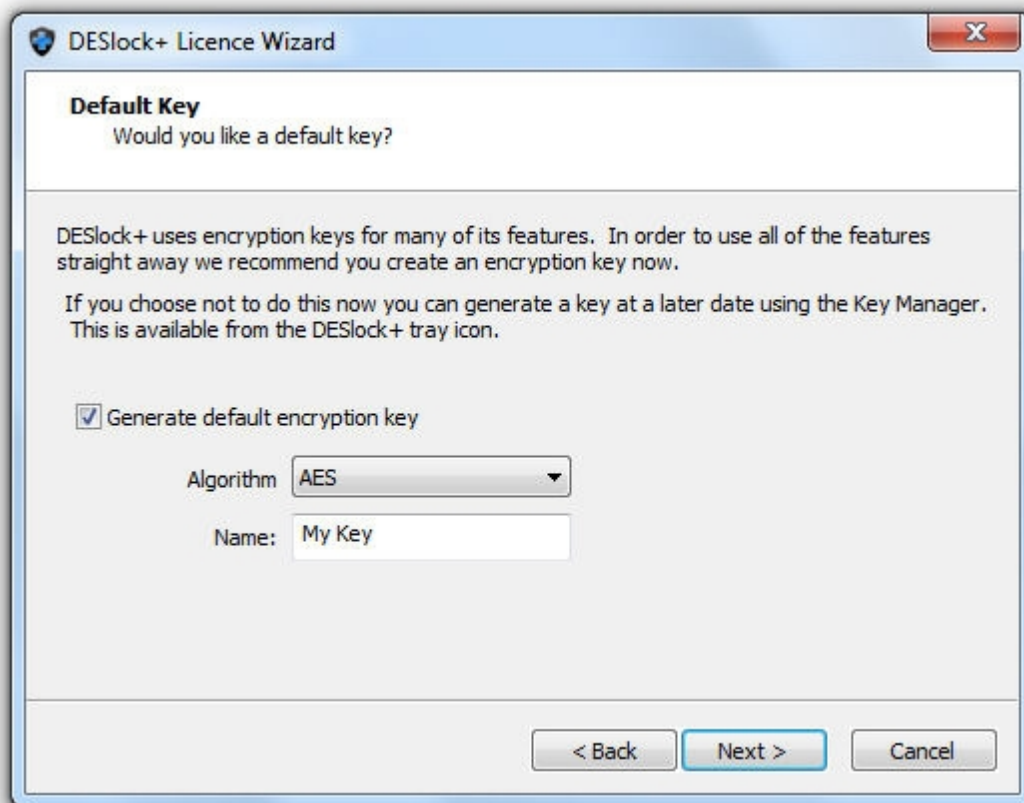 DESlock+ Licence Wizard
Default Key
Would you like a default key?
DESlock+ uses encryption keys for many of its features. In order to use all of the features
straight away we recommend you create an encryption key now.
If you choose not to do this now you can generate a key at a later date using the Key Manager.
This is available from the DESlock+ tray icon.
Generate default encryption key
Algorithm AES
Name: My Key
< Back Next > Cancel